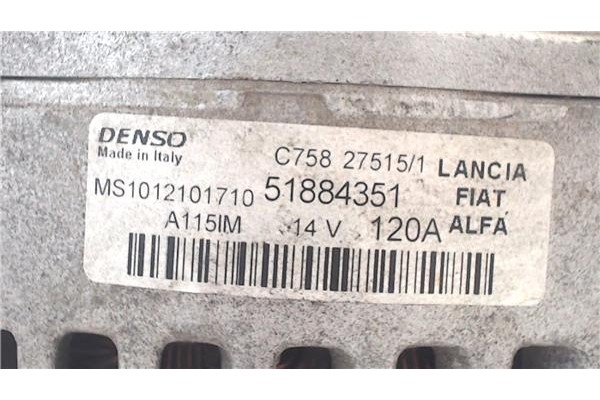 DENSO
Made in Italy
C758 27515/1
LANCIA
MS1012101710 51884351
FIAT
A115IM 14 V 120A
ALFA